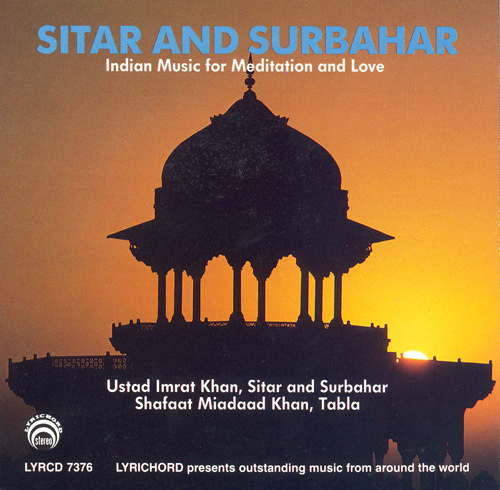 SITAR AND SURBAHAR
Indian Music for Meditation and Love
Ustad Imrat Khan, Sitar and Surbahar
Shafaat Miadaad Khan, Tabla
LYRICHORD
stereo
LYRCD 7376 LYRICHORD presents outstanding music from around the world